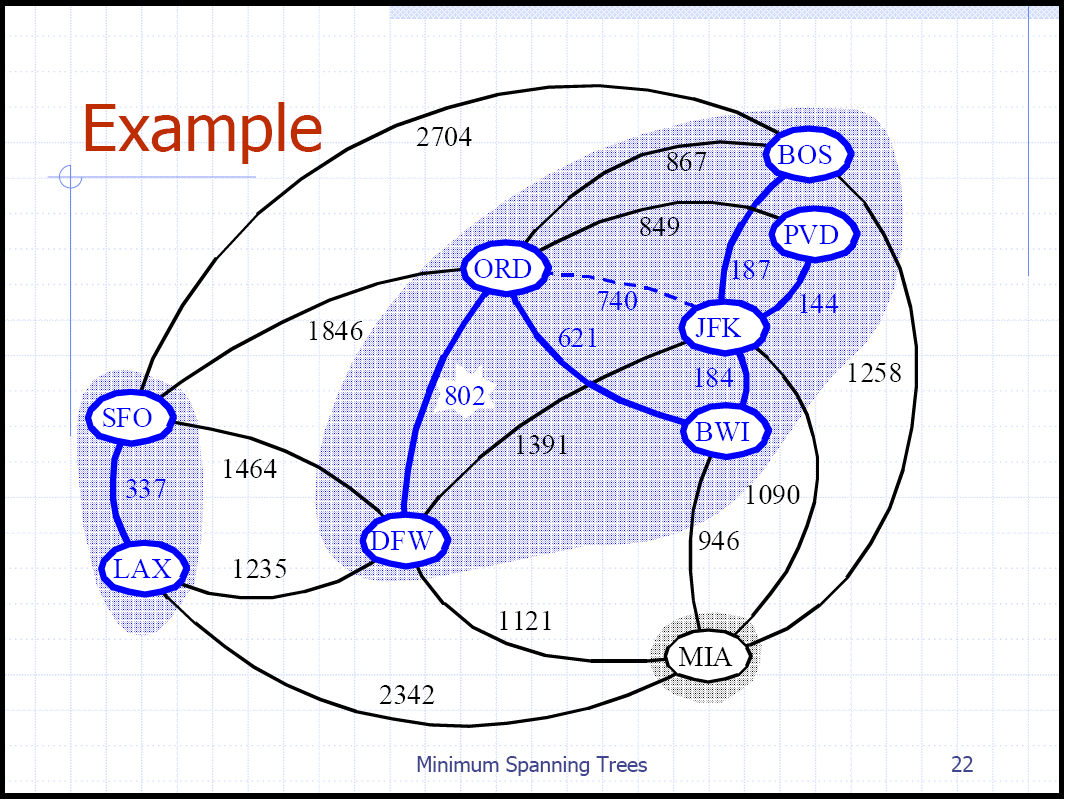 Example
2704
BOS
867
849
PVD
ORD
187
740
144
JFK
1846
621
1258
184
802
SFO
BWI
1391
1464
337
1090
946
DFW
LAX
1235
1121
MIA
2342
Minimum Spanning Trees
22